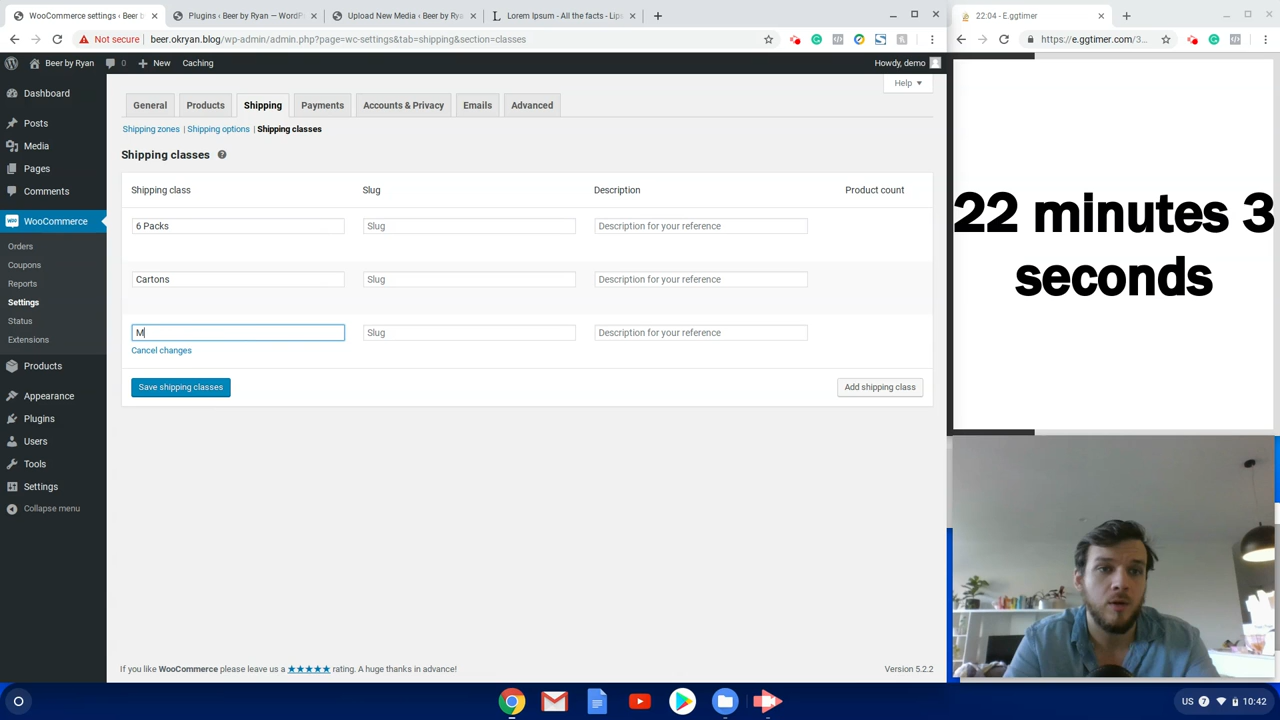 WooCommerce settings ‹ Beer b
Plugins ‹ Beer by Ryan — WordP
Upload New Media ‹ Beer by Rya
Lorem Ipsum - All the facts - Lips
22:04 - E.ggtimer
Not secure
beer.okryan.blog/wp-admin/admin.php?page=wc-settings&tab=shipping&section=classes
https://e.ggtimer.com/3...
Beer by Ryan
0
New
Caching
Howdy, demo
Help
Dashboard
Posts
Media
Pages
Comments
WooCommerce
Orders
Coupons
Reports
Settings
Status
Extensions
Products
Appearance
Plugins
Users
Tools
Settings
Collapse menu
General
Products
Shipping
Payments
Accounts & Privacy
Emails
Advanced
Shipping zones | Shipping options | Shipping classes
Shipping classes
Shipping class
Slug
Description
Product count
6 Packs
Slug
Description for your reference
Cartons
Slug
Description for your reference
M
Slug
Description for your reference
Cancel changes
Save shipping classes
Add shipping class
If you like WooCommerce please leave us a ★★★★★ rating. A huge thanks in advance!
Version 5.2.2
22 minutes 3
seconds
US
7
10:42